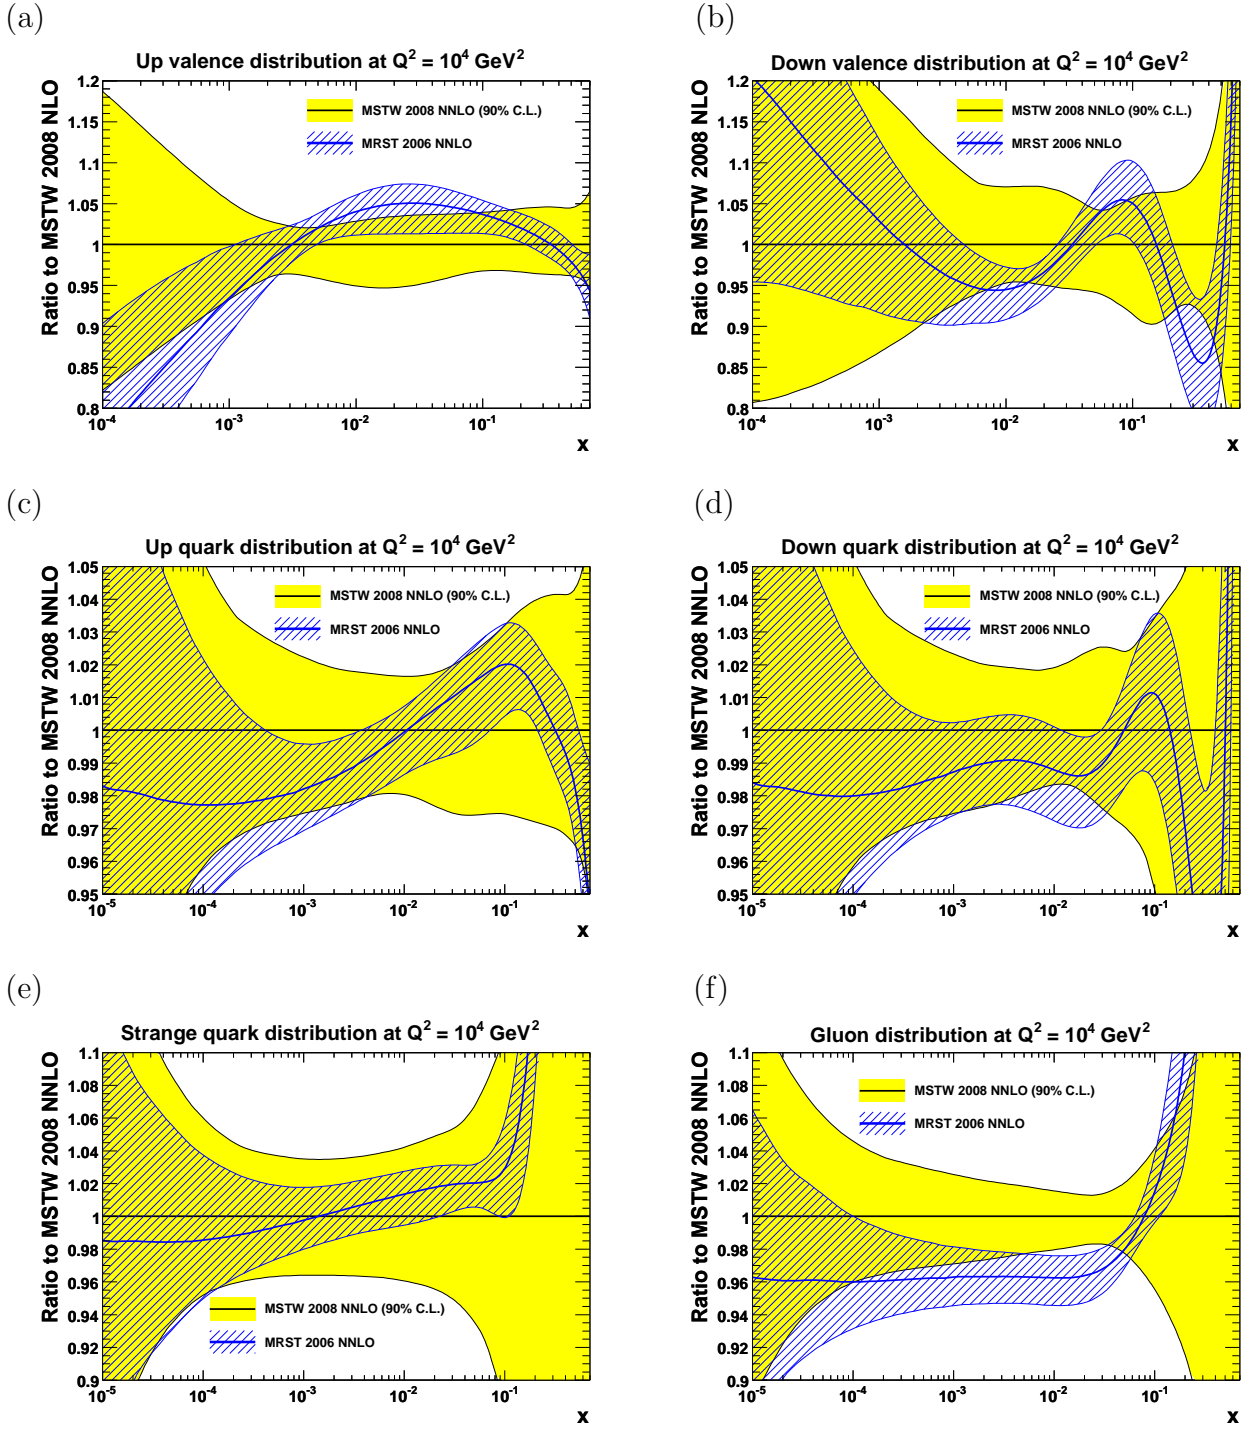 (a)
Up valence distribution at Q² = 10⁴ GeV²
Ratio to MSTW 2008 NLO
1.2
1.15
1.1
1.05
1
0.95
0.9
0.85
0.8
MSTW 2008 NNLO (90% C.L.)
MRST 2006 NNLO
10⁻⁴ 10⁻³ 10⁻² 10⁻¹
x
(b)
Down valence distribution at Q² = 10⁴ GeV²
Ratio to MSTW 2008 NNLO
1.2
1.15
1.1
1.05
1
0.95
0.9
0.85
0.8
MSTW 2008 NNLO (90% C.L.)
MRST 2006 NNLO
10⁻⁴ 10⁻³ 10⁻² 10⁻¹
x
(c)
Up quark distribution at Q² = 10⁴ GeV²
Ratio to MSTW 2008 NNLO
1.05
1.04
1.03
1.02
1.01
1
0.99
0.98
0.97
0.96
0.95
MSTW 2008 NNLO (90% C.L.)
MRST 2006 NNLO
10⁻⁵ 10⁻⁴ 10⁻³ 10⁻² 10⁻¹
x
(d)
Down quark distribution at Q² = 10⁴ GeV²
Ratio to MSTW 2008 NNLO
1.05
1.04
1.03
1.02
1.01
1
0.99
0.98
0.97
0.96
0.95
MSTW 2008 NNLO (90% C.L.)
MRST 2006 NNLO
10⁻⁵ 10⁻⁴ 10⁻³ 10⁻² 10⁻¹
x
(e)
Strange quark distribution at Q² = 10⁴ GeV²
Ratio to MSTW 2008 NNLO
1.1
1.08
1.06
1.04
1.02
1
0.98
0.96
0.94
0.92
0.9
MSTW 2008 NNLO (90% C.L.)
MRST 2006 NNLO
10⁻⁵ 10⁻⁴ 10⁻³ 10⁻² 10⁻¹
x
(f)
Gluon distribution at Q² = 10⁴ GeV²
Ratio to MSTW 2008 NNLO
1.1
1.08
1.06
1.04
1.02
1
0.98
0.96
0.94
0.92
0.9
MSTW 2008 NNLO (90% C.L.)
MRST 2006 NNLO
10⁻⁵ 10⁻⁴ 10⁻³ 10⁻² 10⁻¹
x